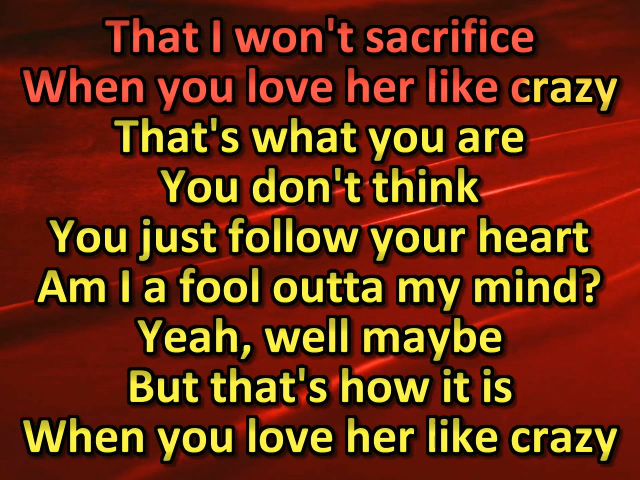 That I won't sacrifice
When you love her like crazy
That's what you are
You don't think
You just follow your heart
Am I a fool outta my mind?
Yeah, well maybe
But that's how it is
When you love her like crazy